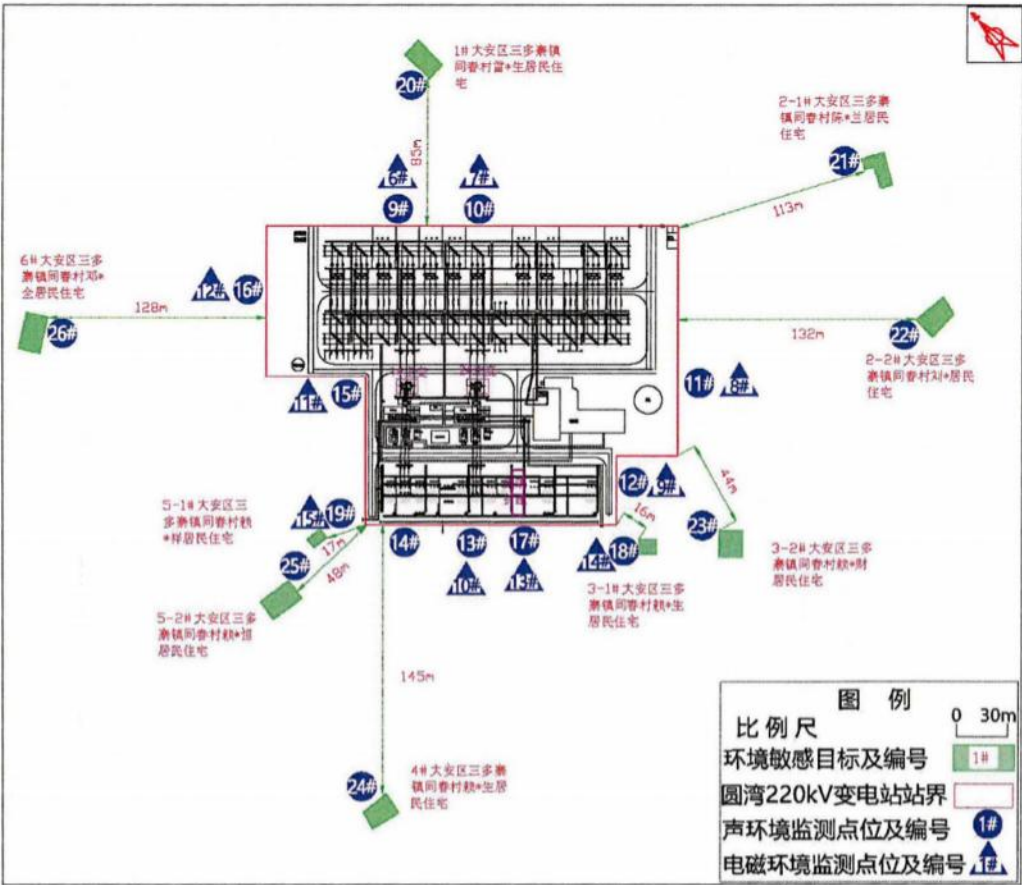 1#大安区三多寨镇
同春村雷*生居民住
宅
20#
85m
2-1#大安区三多寨
镇同春村陈*兰居民
住宅
21#
113m
6# 7#
9# 10#
6#大安区三多
寨镇同春村邓*
全居民住宅
12# 16#
128m
26#
132m
22#
2-2#大安区三多
寨镇同春村刘*居民
住宅
11# 8#
11# 15#
44m
12# 9#
16m
23#
3-2#大安区三多
寨镇同春村赖*财
居民住宅
5-1#大安区三
多寨镇同春村赖
*祥居民住宅
15# 19#
17m
25#
48m
14# 13# 17#
10# 13#
14# 18#
3-1#大安区三多
寨镇同春村赖*生
居民住宅
5-2#大安区三多
寨镇同春村赖*
居民住宅
145m
24#
4#大安区三多寨
镇同春村赖*生居
民住宅
图 例
比例尺 0 30m
环境敏感目标及编号 1#
圆湾220kV变电站站界
声环境监测点位及编号 1#
电磁环境监测点位及编号 1#